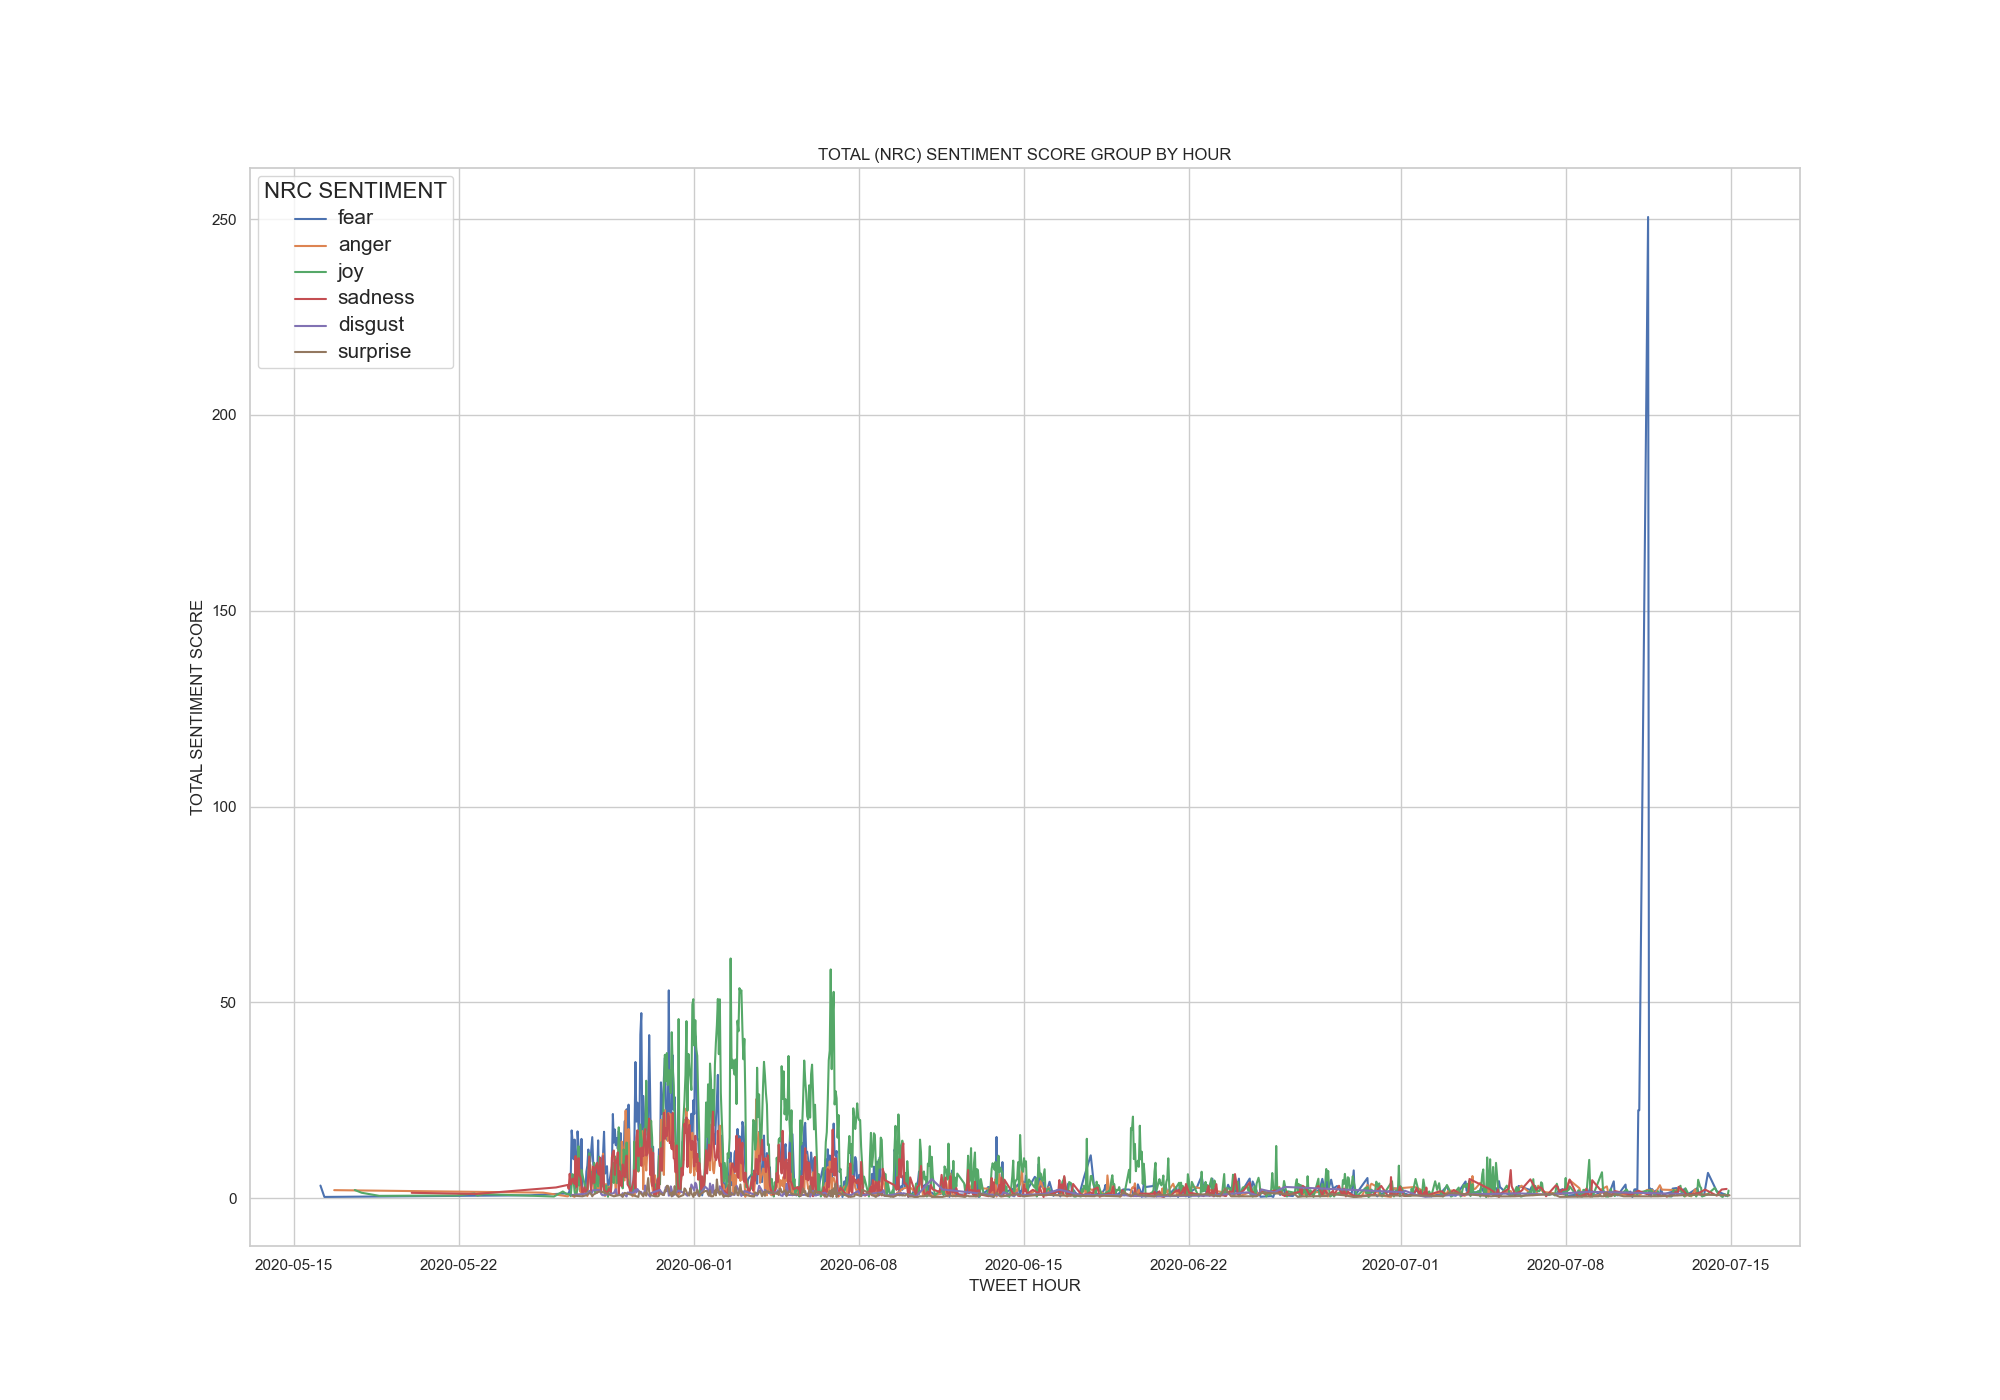 TOTAL (NRC) SENTIMENT SCORE GROUP BY HOUR
NRC SENTIMENT
fear
anger
joy
sadness
disgust
surprise
250
200
150
100
50
0
TOTAL SENTIMENT SCORE
2020-05-15 2020-05-22 2020-06-01 2020-06-08 2020-06-15 2020-06-22 2020-07-01 2020-07-08 2020-07-15
TWEET HOUR